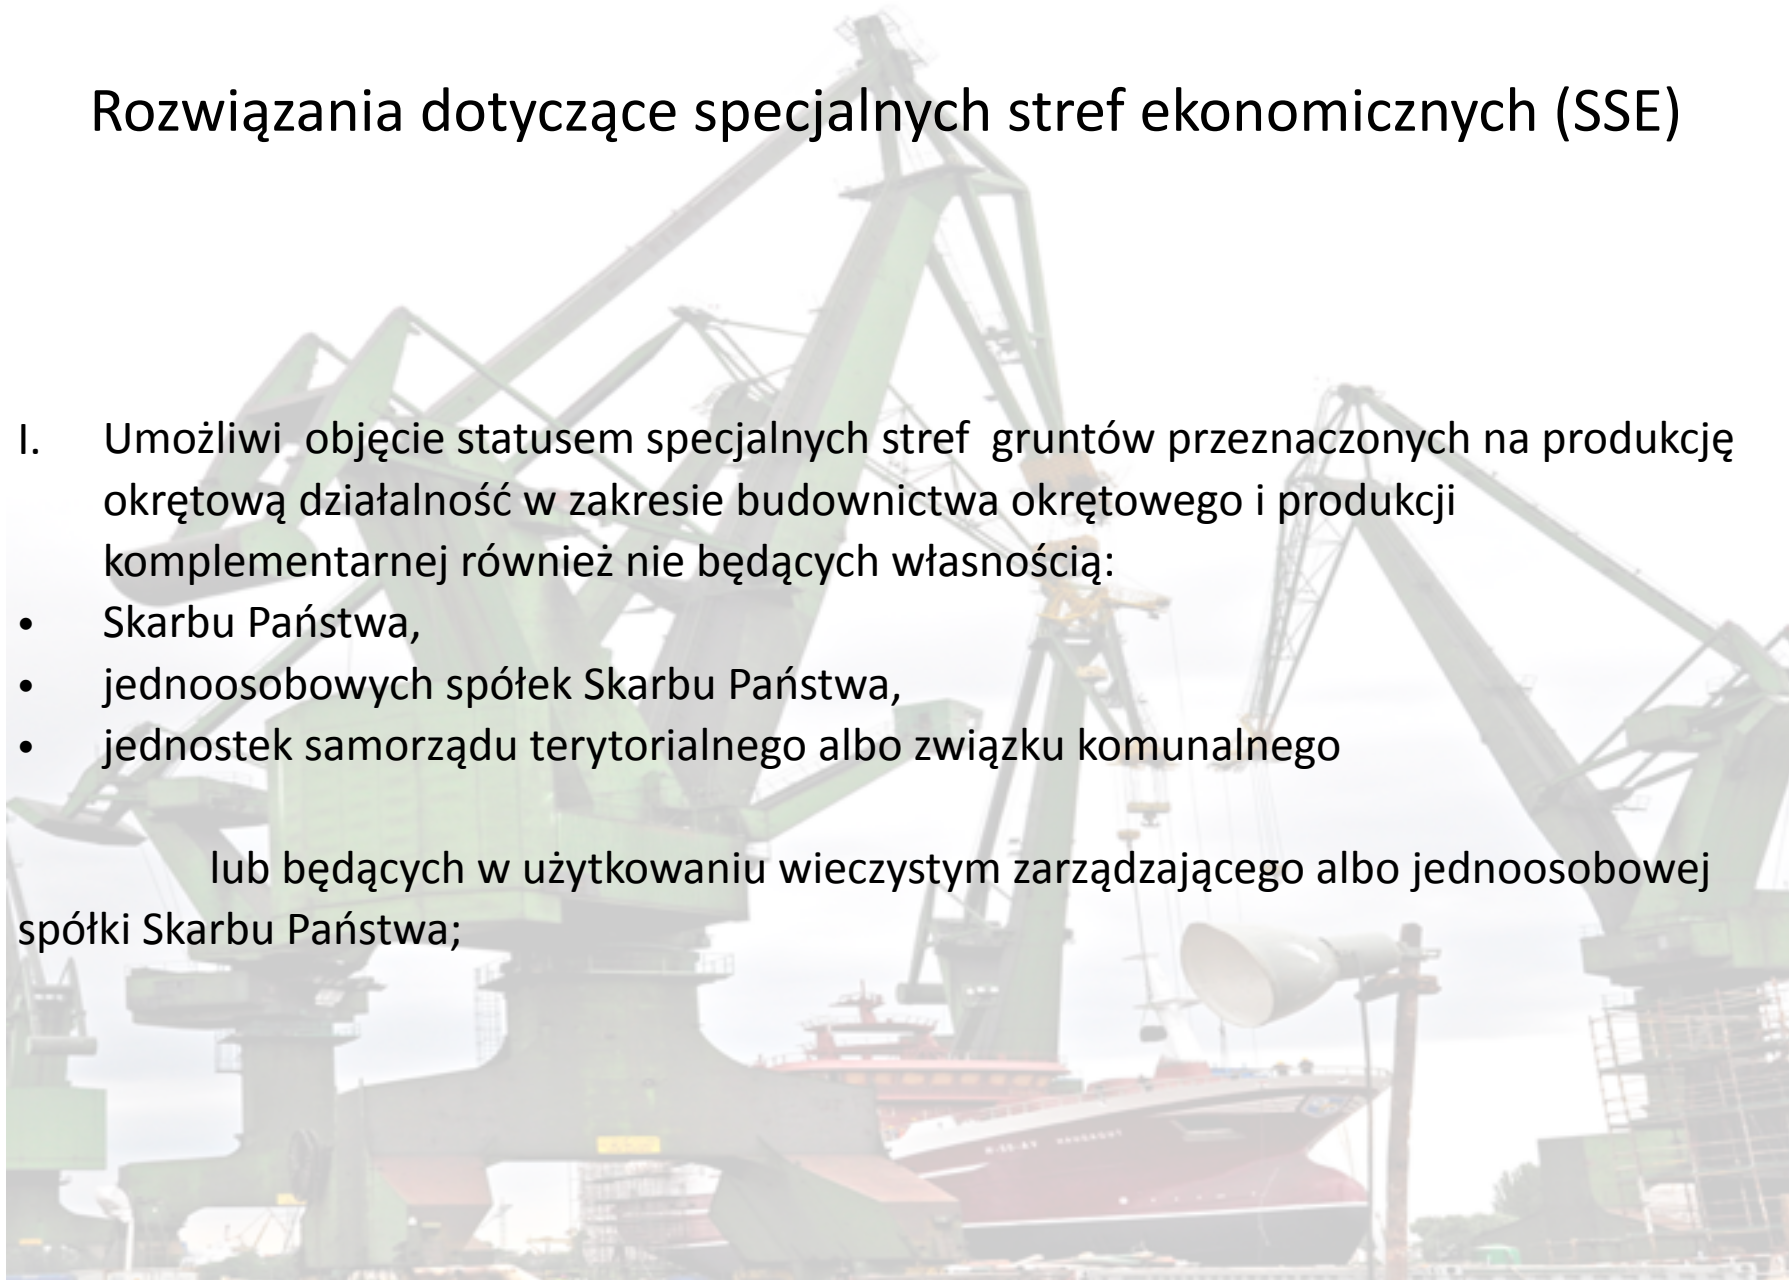 Rozwiązania dotyczące specjalnych stref ekonomicznych (SSE)
I. Umożliwi objęcie statusem specjalnych stref gruntów przeznaczonych na produkcję
okrętową działalność w zakresie budownictwa okrętowego i produkcji
komplementarnej również nie będących własnością:
• Skarbu Państwa,
• jednoosobowych spółek Skarbu Państwa,
• jednostek samorządu terytorialnego albo związku komunalnego
lub będących w użytkowaniu wieczystym zarządzającego albo jednoosobowej
spółki Skarbu Państwa;